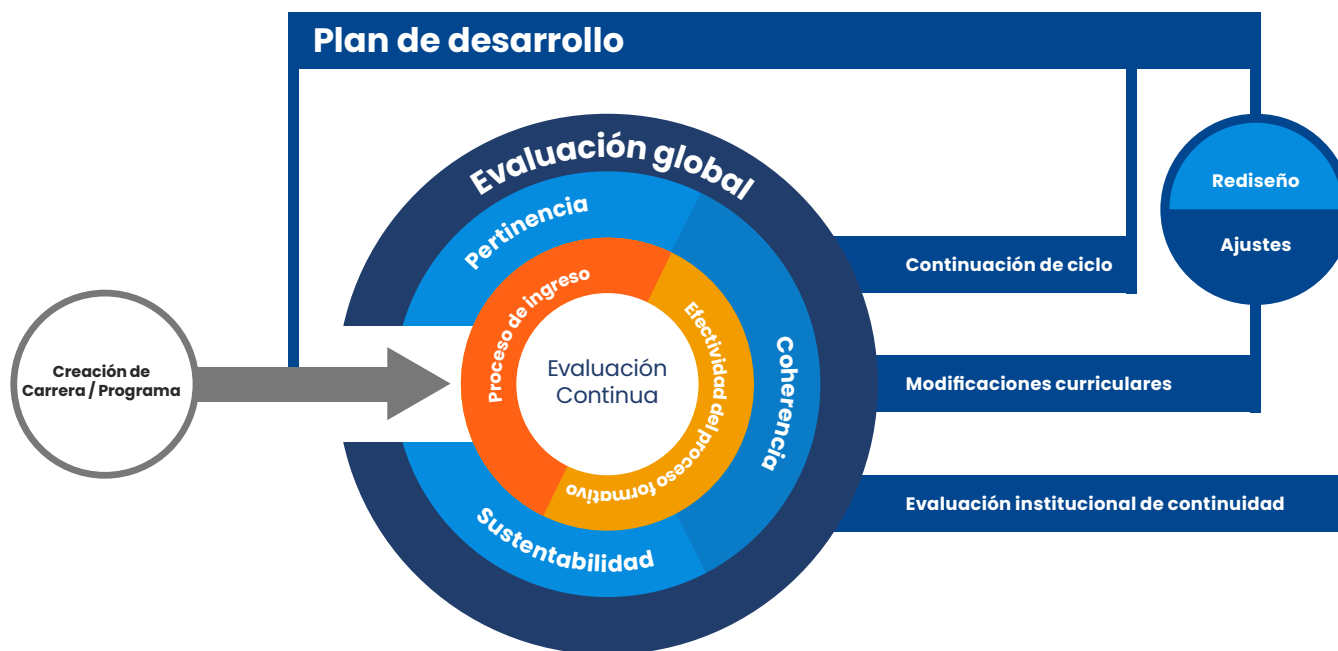 Plan de desarrollo
Evaluación global
Pertinencia
Coherencia
Sustentabilidad
Proceso de ingreso
Efectividad del proceso formativo
Evaluación
Continua
Creación de
Carrera / Programa
Continuación de ciclo
Modificaciones curriculares
Evaluación institucional de continuidad
Rediseño
Ajustes